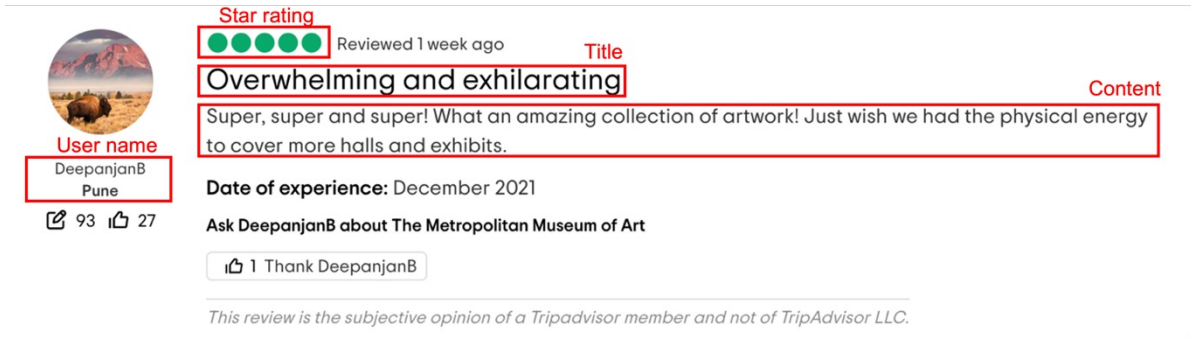 Star rating
Reviewed 1 week ago
Title
Overwhelming and exhilarating
Content
Super, super and super! What an amazing collection of artwork! Just wish we had the physical energy
to cover more halls and exhibits.
User name
DeepanjanB
Pune
93 27
Date of experience: December 2021
Ask DeepanjanB about The Metropolitan Museum of Art
1 Thank DeepanjanB
This review is the subjective opinion of a Tripadvisor member and not of TripAdvisor LLC.